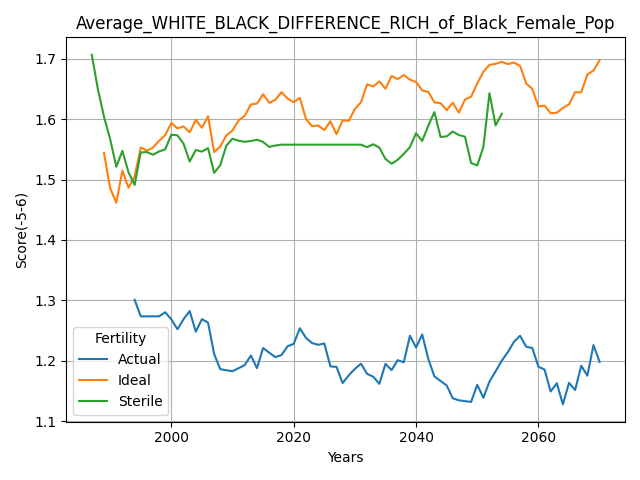 Average_WHITE_BLACK_DIFFERENCE_RICH_of_Black_Female_Pop
1.7
1.6
1.5
1.4
1.3
1.2
1.1
Score(-5-6)
Fertility
Actual
Ideal
Sterile
2000
2020
2040
2060
Years